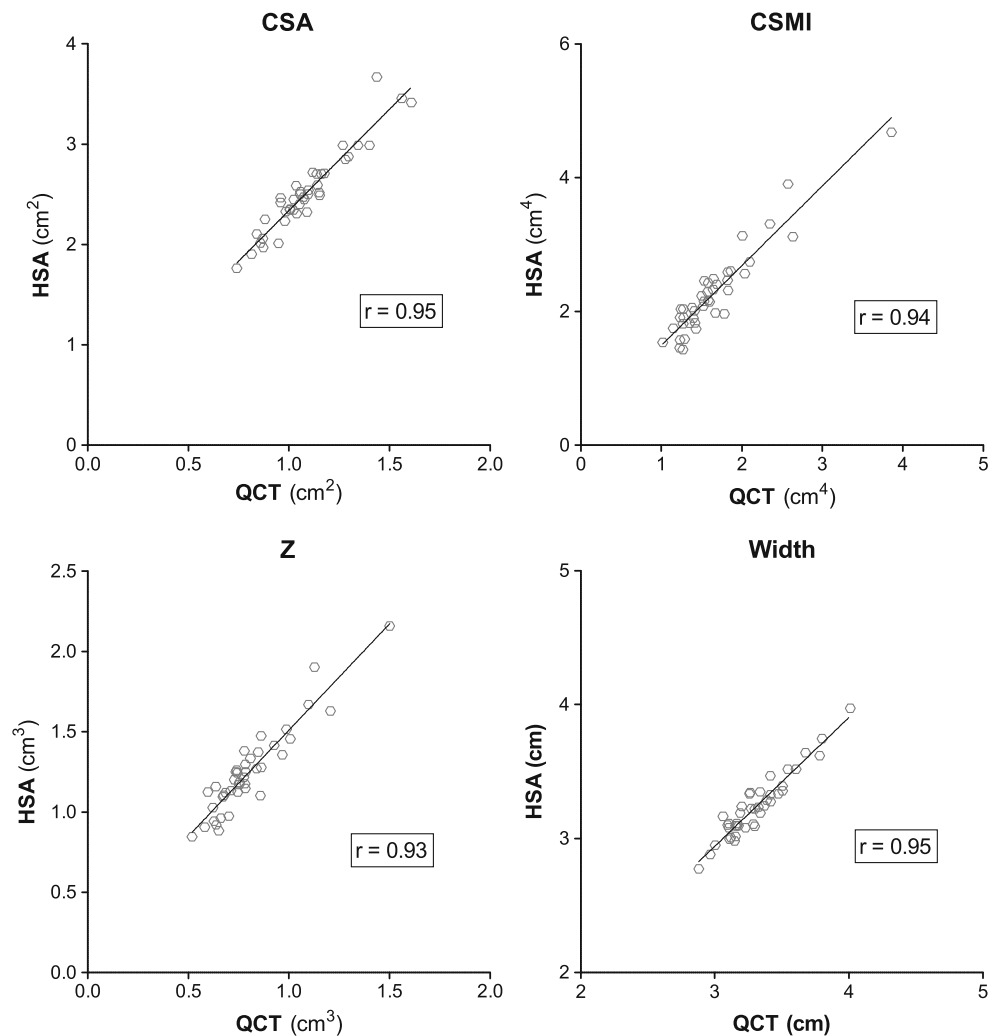 CSA
4
3
2
1
0
HSA (cm²)
r = 0.95
0.0 0.5 1.0 1.5 2.0
QCT (cm²)
CSMI
6
4
2
0
HSA (cm⁴)
r = 0.94
0 1 2 3 4 5
QCT (cm⁴)
Z
2.5
2.0
1.5
1.0
0.5
0.0
HSA (cm³)
r = 0.93
0.0 0.5 1.0 1.5 2.0
QCT (cm³)
Width
5
4
3
2
HSA (cm)
r = 0.95
2 3 4 5
QCT (cm)